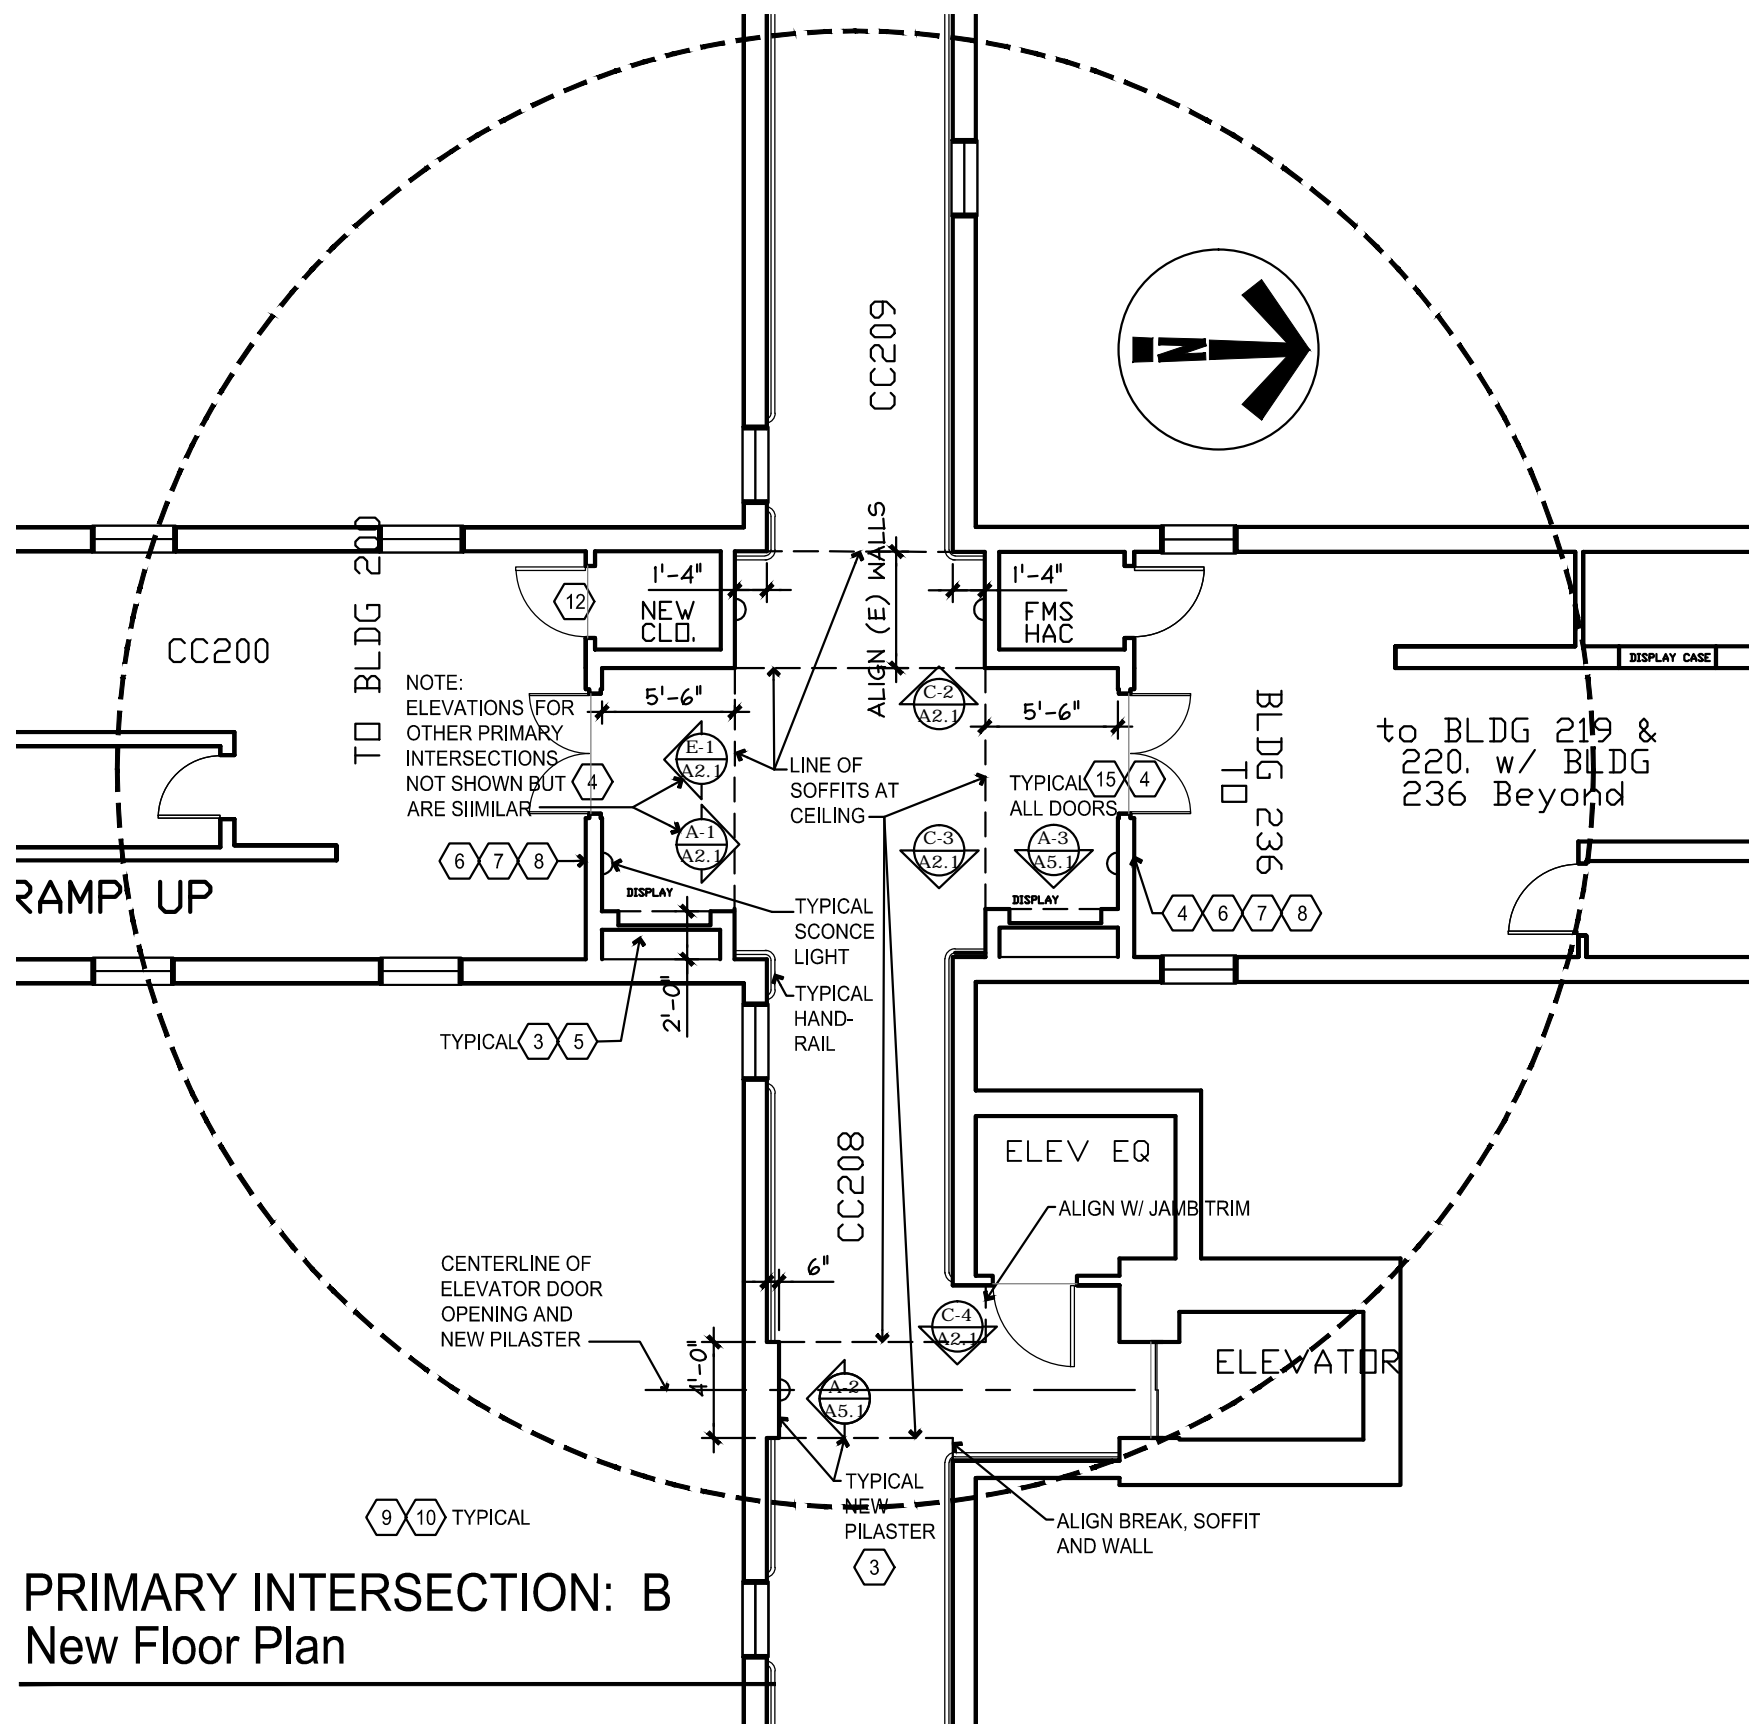 CC209
N
ALIGN (E) WALLS
TO BLDG 200
CC200
1'-4"
NEW
CLO.
12
1'-4"
FMS
HAC
DISPLAY CASE
NOTE:
ELEVATIONS FOR
OTHER PRIMARY
INTERSECTIONS
NOT SHOWN BUT
ARE SIIMILAR
4
5'-6"
E-1
A2.1
A-1
A2.1
C-2
A2.1
5'-6"
LINE OF
SOFFITS AT
CEILING
TYPICAL
ALL DOORS
15
4
TO
BLDG 236
to BLDG 219 &
220. w/ BLDG
236 Beyond
6
7
8
C-3
A2.1
A-3
A5.1
DISPLAY
DISPLAY
RAMP UP
4
6
7
8
TYPICAL
SCONCE
LIGHT
TYPICAL
HAND-
RAIL
2'-0"
TYPICAL
3
5
CC208
ELEV EQ
ALIGN W/ JAMB TRIM
CENTERLINE OF
ELEVATOR DOOR
OPENING AND
NEW PILASTER
6"
4'-0"
C-4
A2.1
ELEVATOR
A-2
A5.1
TYPICAL
NEW
PILASTER
3
ALIGN BREAK, SOFFIT
AND WALL
9
10
TYPICAL
PRIMARY INTERSECTION: B
New Floor Plan